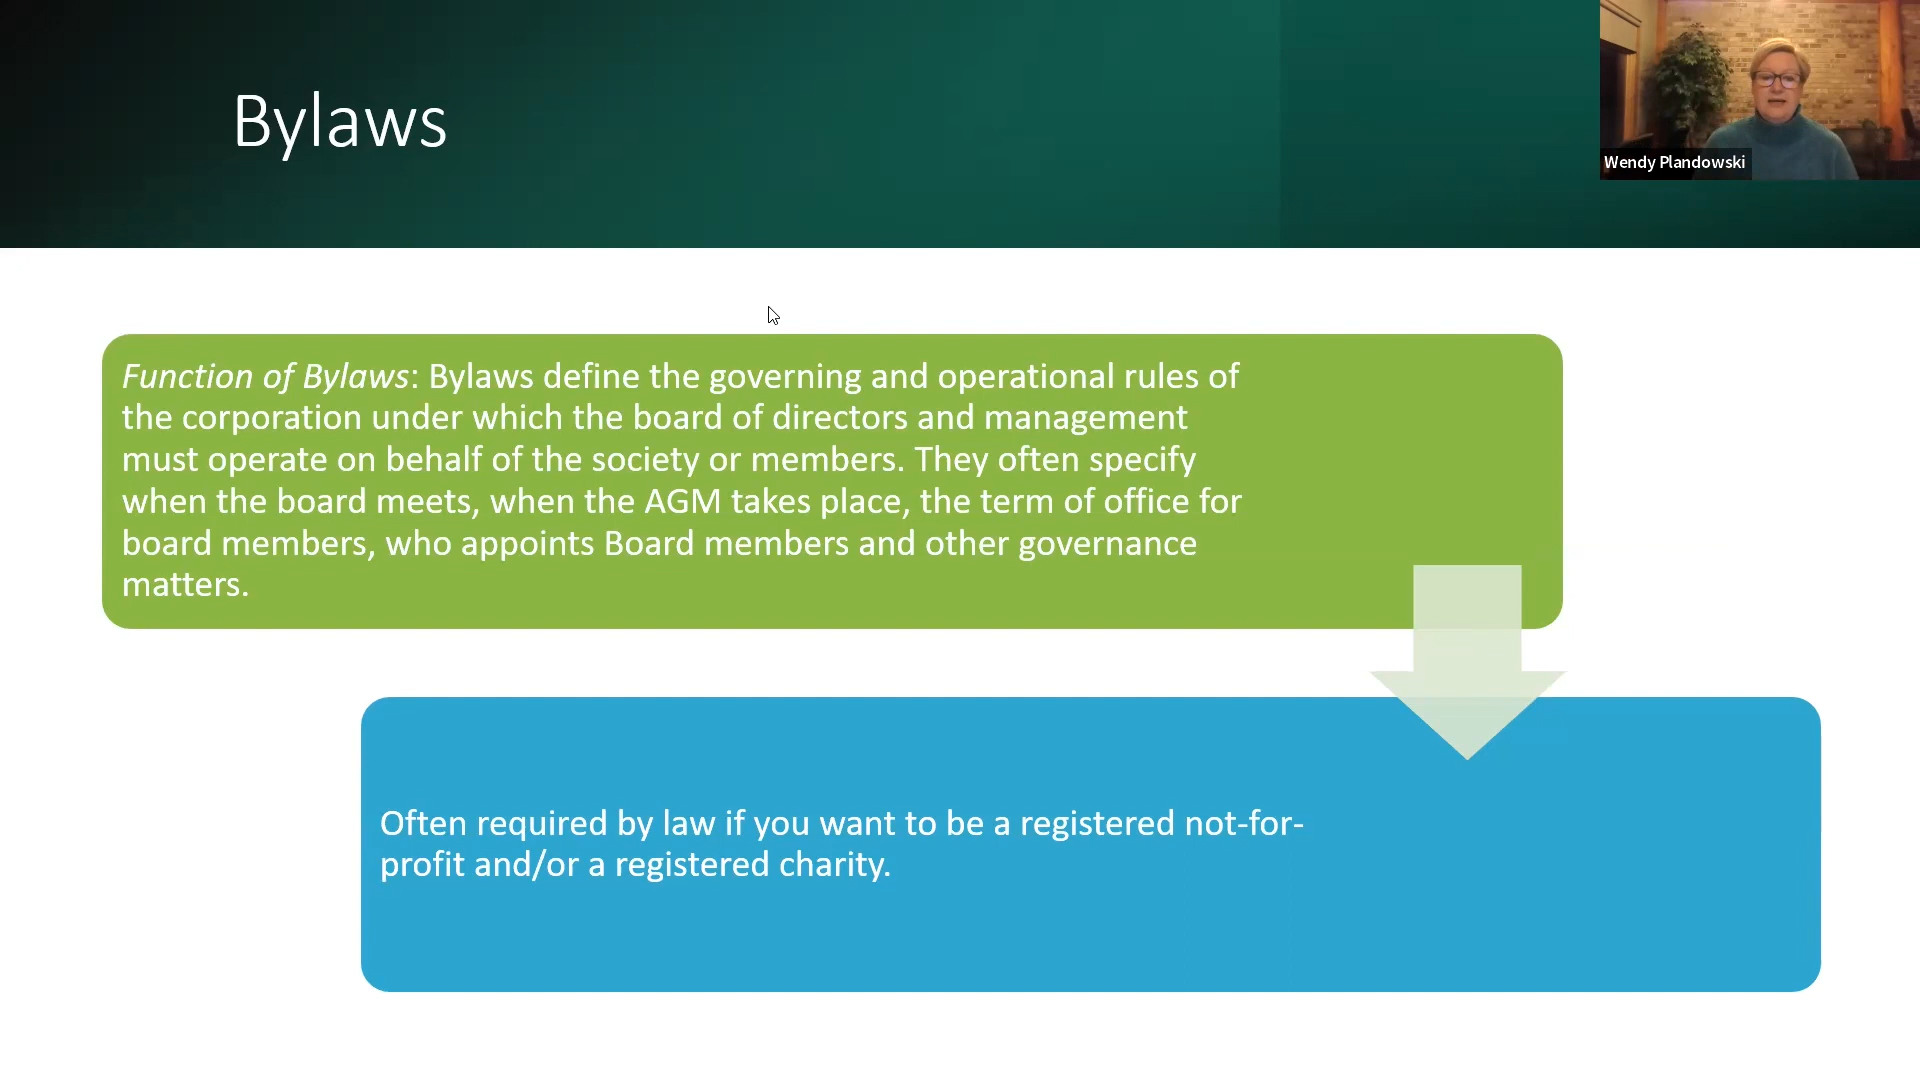 Bylaws
Wendy Plandowski
Function of Bylaws: Bylaws define the governing and operational rules of
the corporation under which the board of directors and management
must operate on behalf of the society or members. They often specify
when the board meets, when the AGM takes place, the term of office for
board members, who appoints Board members and other governance
matters.
Often required by law if you want to be a registered not-for-
profit and/or a registered charity.